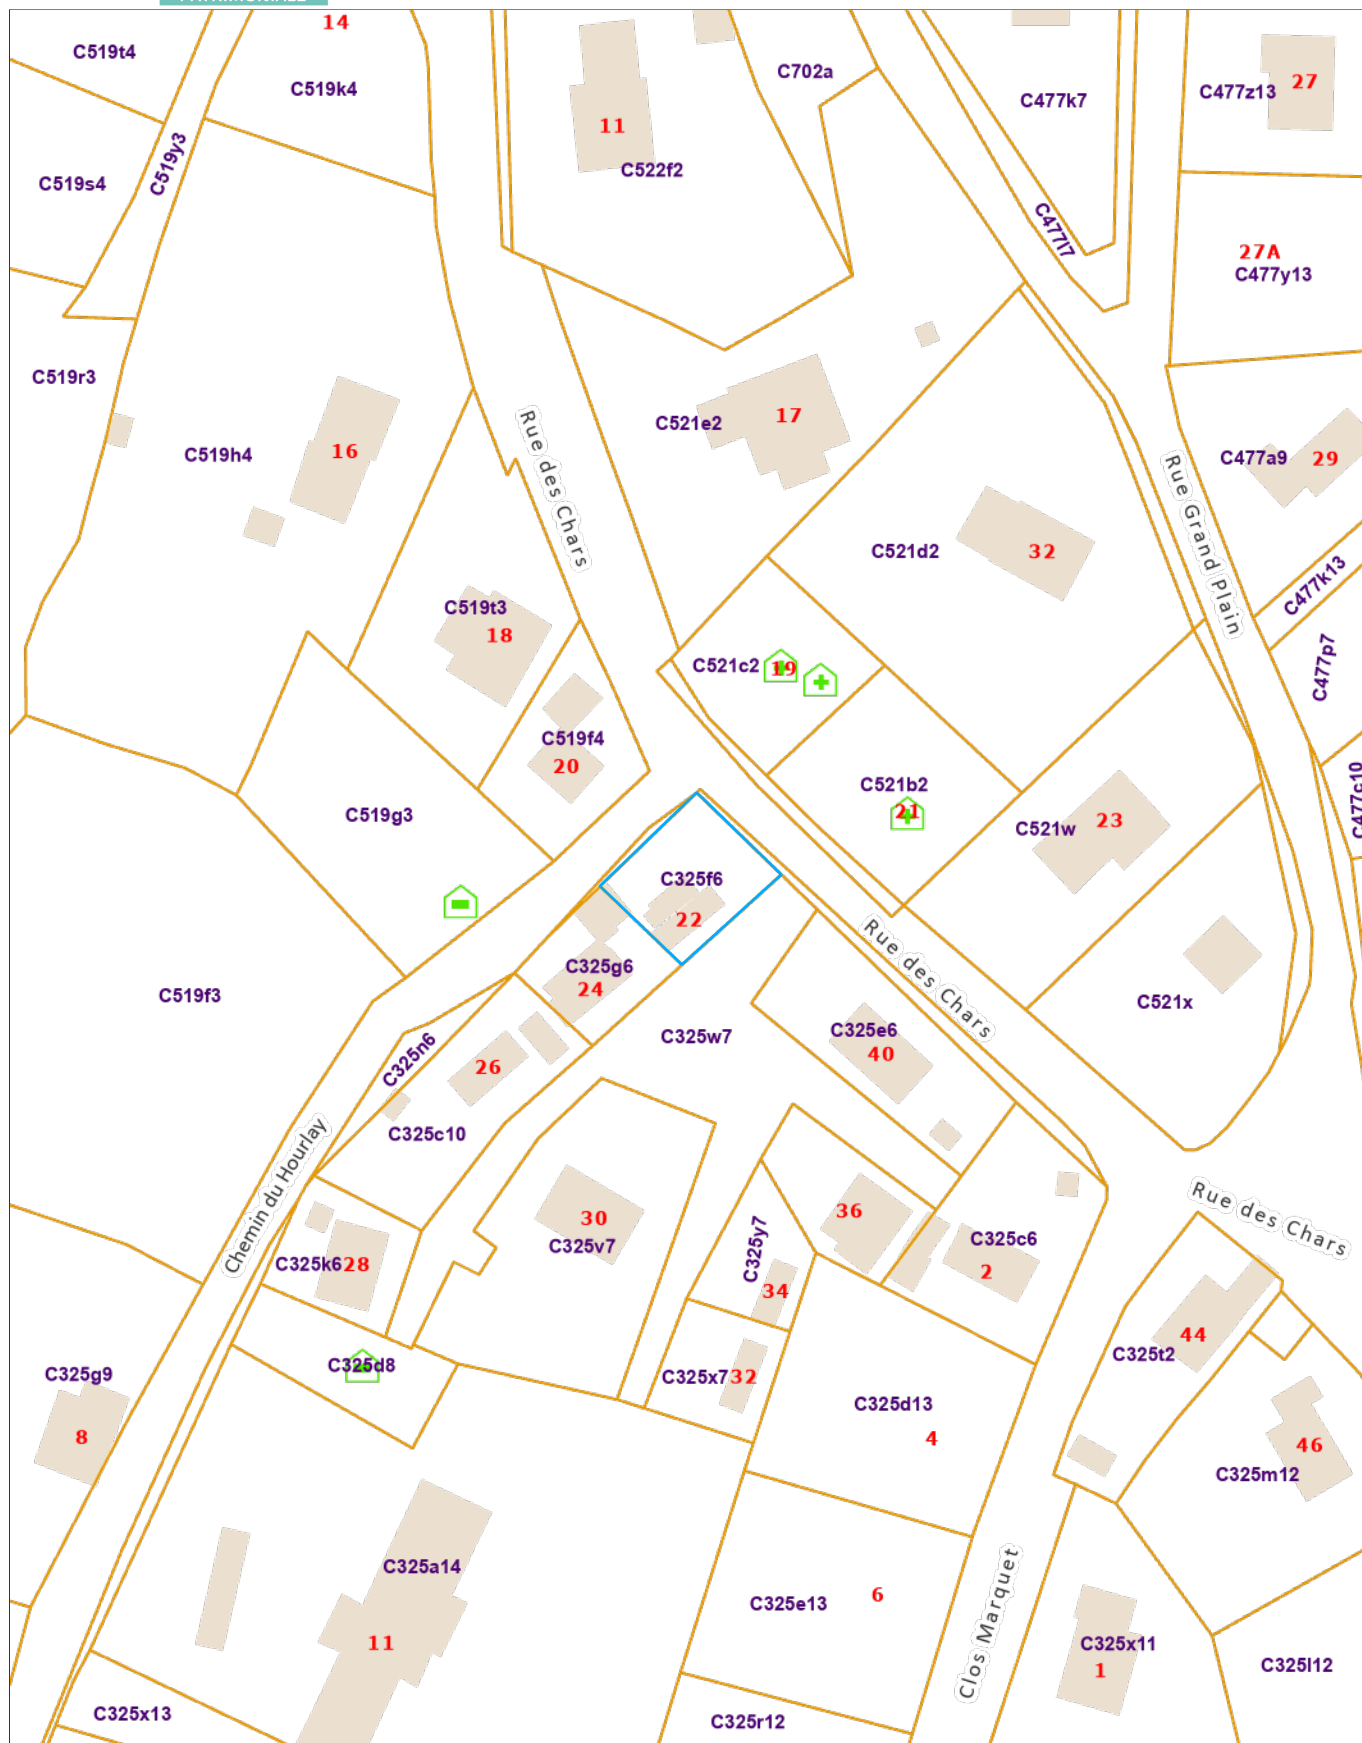 14
C519t4
C519k4
C702a
C477k7
C477z13
27
11
C522f2
C519y3
C519s4
C477l7
27A
C477y13
C519r3
C519h4
16
Rue des Chars
C521e2
17
C477a9
29
Rue Grand Plain
C521d2
32
C477k13
C519t3
18
C521c2
19
C477p7
C519f4
20
C521b2
21
C477c10
C519g3
C521w
23
C325f6
22
C519f3
C325g6
24
Rue des Chars
C521x
C325w7
C325e6
40
C325n6
26
C325c10
Chemin du Hourlay
30
C325v7
36
C325y7
C325c6
2
Rue des Chars
C325k6
28
34
44
C325t2
C325d8
C325g9
8
C325x7
32
C325d13
4
46
C325m12
C325a14
11
C325e13
6
Clos Marquet
C325x11
1
C325l12
C325x13
C325r12